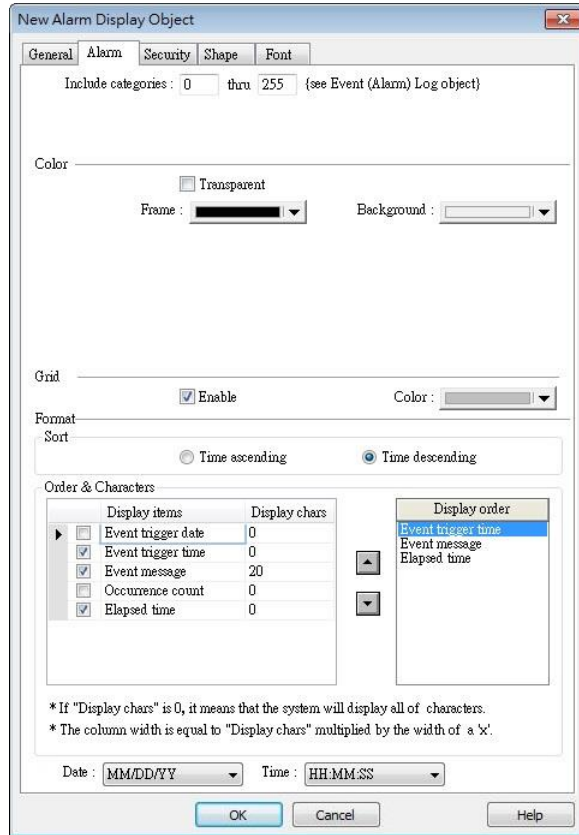 New Alarm Display Object
General Alarm Security Shape Font
Include categories : 0 thru 255 {see Event (Alarm) Log object}
Color
Transparent
Frame : Background :
Grid
Enable Color :
Format
Sort
Time ascending Time descending
Order & Characters
Display items Display chars Display order
Event trigger date 0 Event trigger time
Event trigger time 0 Event message
Event message 20 Elapsed time
Occurrence count 0
Elapsed time 0
* If "Display chars" is 0, it means that the system will display all of characters.
* The column width is equal to "Display chars" multiplied by the width of a 'x'.
Date : MM/DD/YY Time : HH:MM:SS
OK Cancel Help